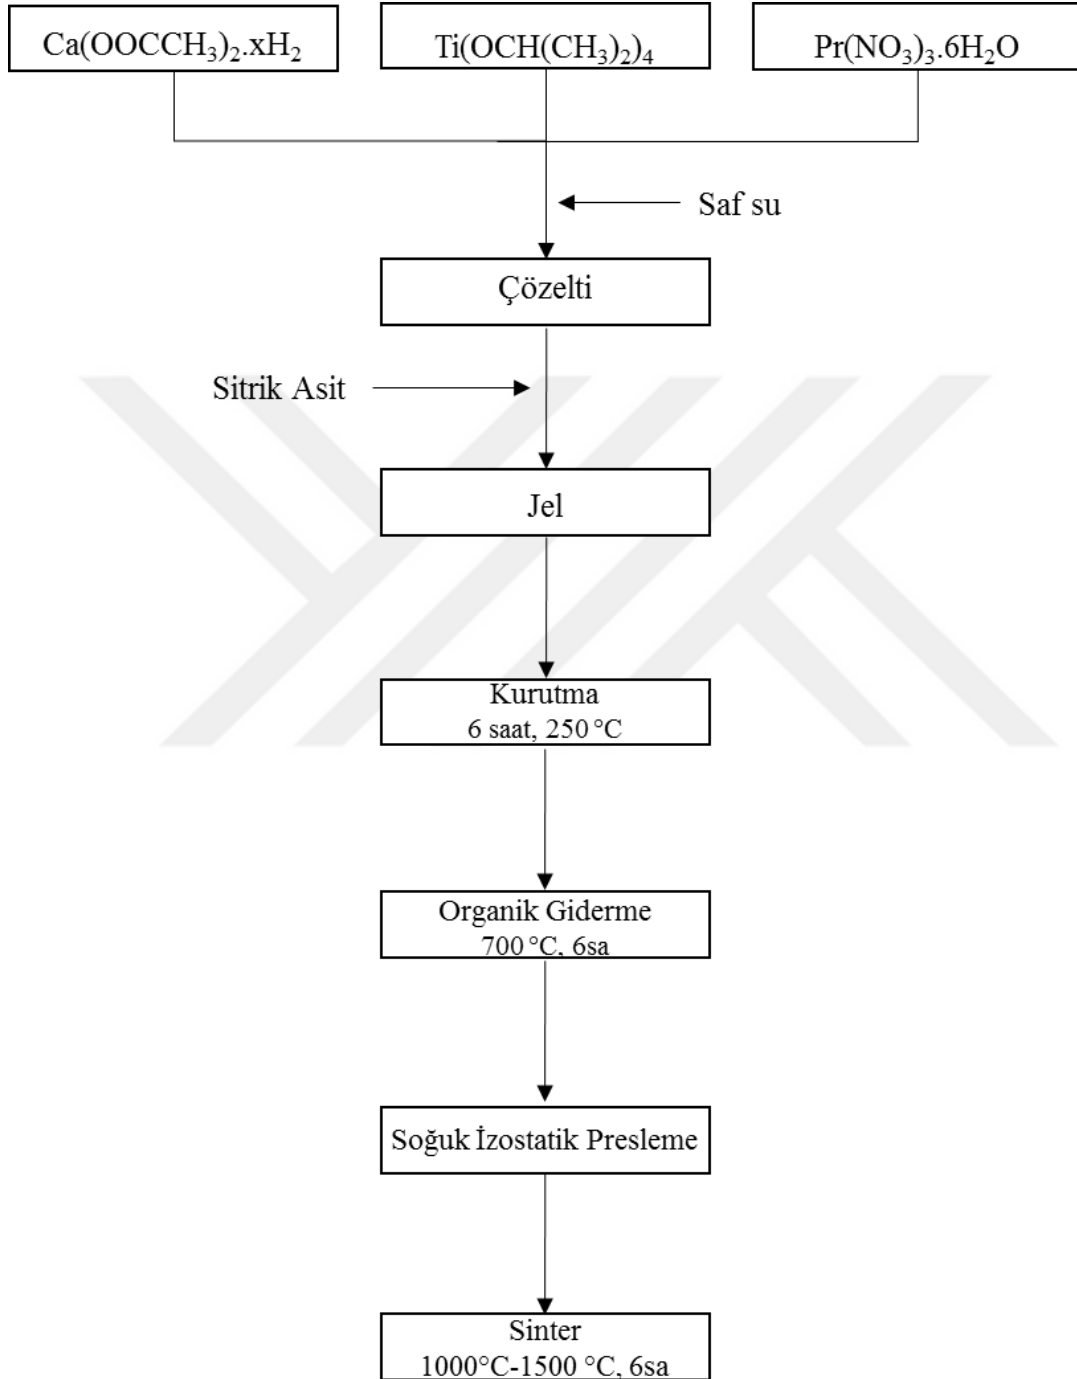 Ca(OOCCH₃)₂.xH₂
Ti(OCH(CH₃)₂)₄
Pr(NO₃)₃.6H₂O
Saf su
Çözelti
Sitrik Asit
Jel
Kurutma
6 saat, 250 °C
Organik Giderme
700 °C, 6sa
Soğuk İzostatik Presleme
Sinter
1000°C-1500 °C, 6sa